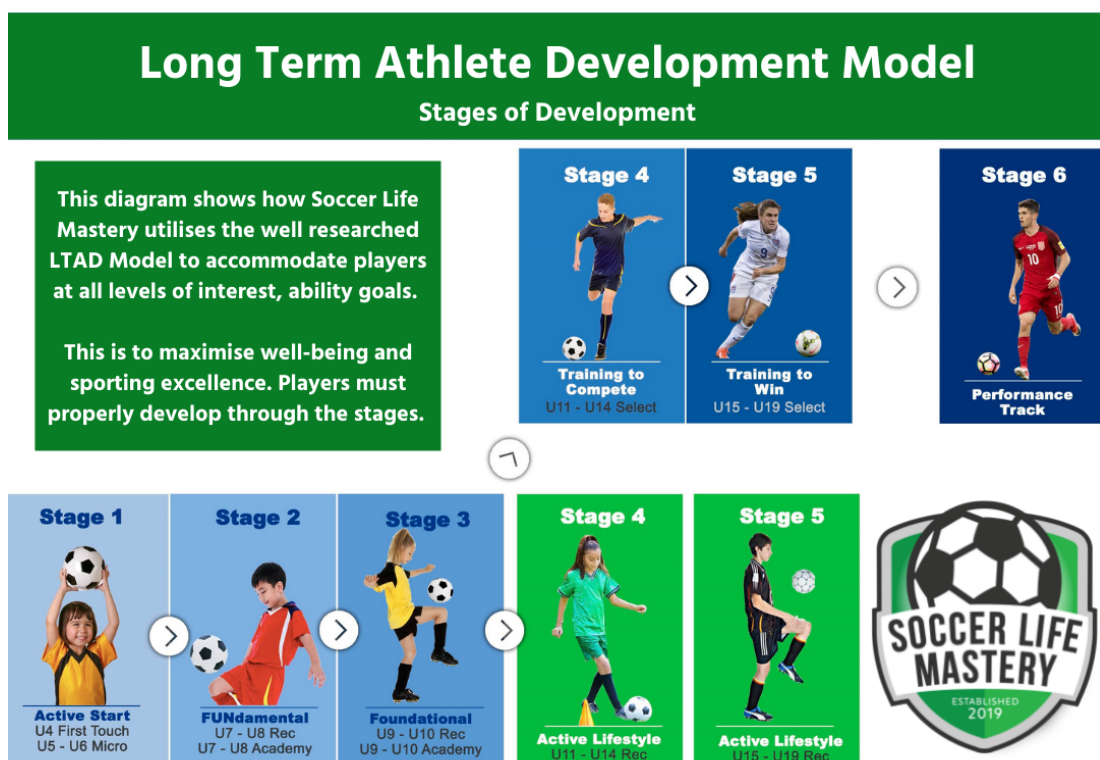 Long Term Athlete Development Model
Stages of Development
This diagram shows how Soccer Life
Mastery utilises the well researched
LTAD Model to accommodate players
at all levels of interest, ability goals.
This is to maximise well-being and
sporting excellence. Players must
properly develop through the stages.
Stage 4
Training to
Compete
U11 - U14 Select
Stage 5
9
9
Training to
Win
U15 - U19 Select
Stage 6
10
10
Performance
Track
Stage 1
Active Start
U4 First Touch
U5 - U6 Micro
Stage 2
FUNdamental
U7 - U8 Rec
U7 - U8 Academy
Stage 3
Foundational
U9 - U10 Rec
U9 - U10 Academy
Stage 4
Active Lifestyle
U11 - U14 Rec
Stage 5
Active Lifestyle
U15 - U19 Rec
SOCCER LIFE
MASTERY
ESTABLISHED
2019